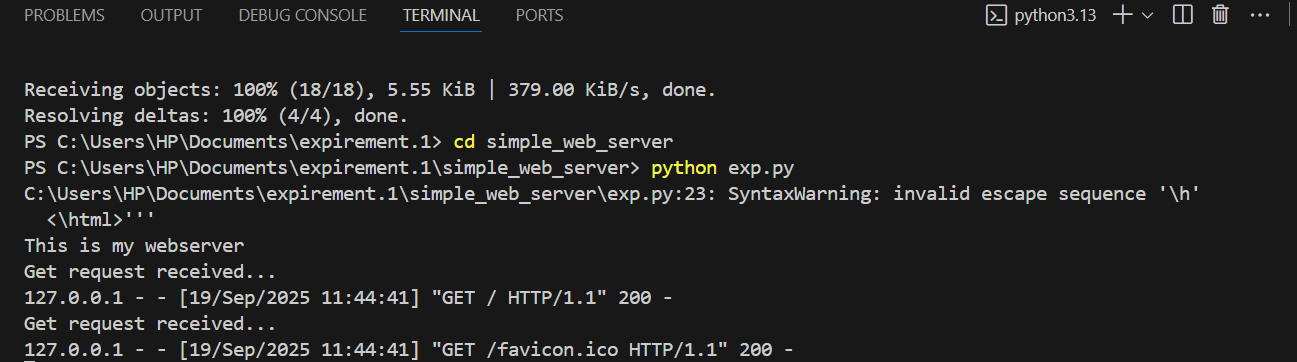 PROBLEMS OUTPUT DEBUG CONSOLE TERMINAL PORTS python3.13
Receiving objects: 100% (18/18), 5.55 KiB | 379.00 KiB/s, done.
Resolving deltas: 100% (4/4), done.
PS C:\Users\HP\Documents\expirement.1> cd simple_web_server
PS C:\Users\HP\Documents\expirement.1\simple_web_server> python exp.py
C:\Users\HP\Documents\expirement.1\simple_web_server\exp.py:23: SyntaxWarning: invalid escape sequence '\h'
  <\html>'''
This is my webserver
Get request received...
127.0.0.1 - - [19/Sep/2025 11:44:41] "GET / HTTP/1.1" 200 -
Get request received...
127.0.0.1 - - [19/Sep/2025 11:44:41] "GET /favicon.ico HTTP/1.1" 200 -